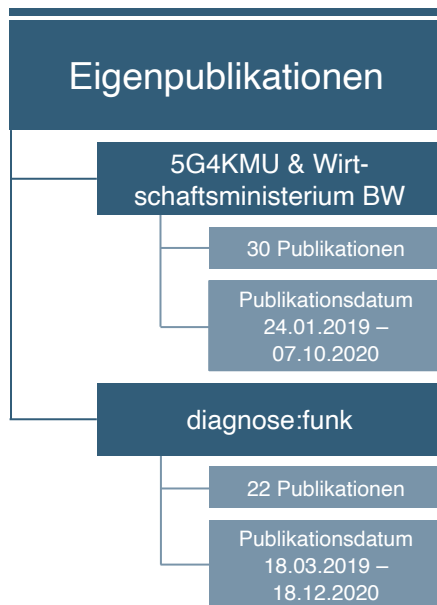 Eigenpublikationen
5G4KMU & Wirt-
schaftsministerium BW
30 Publikationen
Publikationsdatum
24.01.2019 –
07.10.2020
diagnose:funk
22 Publikationen
Publikationsdatum
18.03.2019 –
18.12.2020